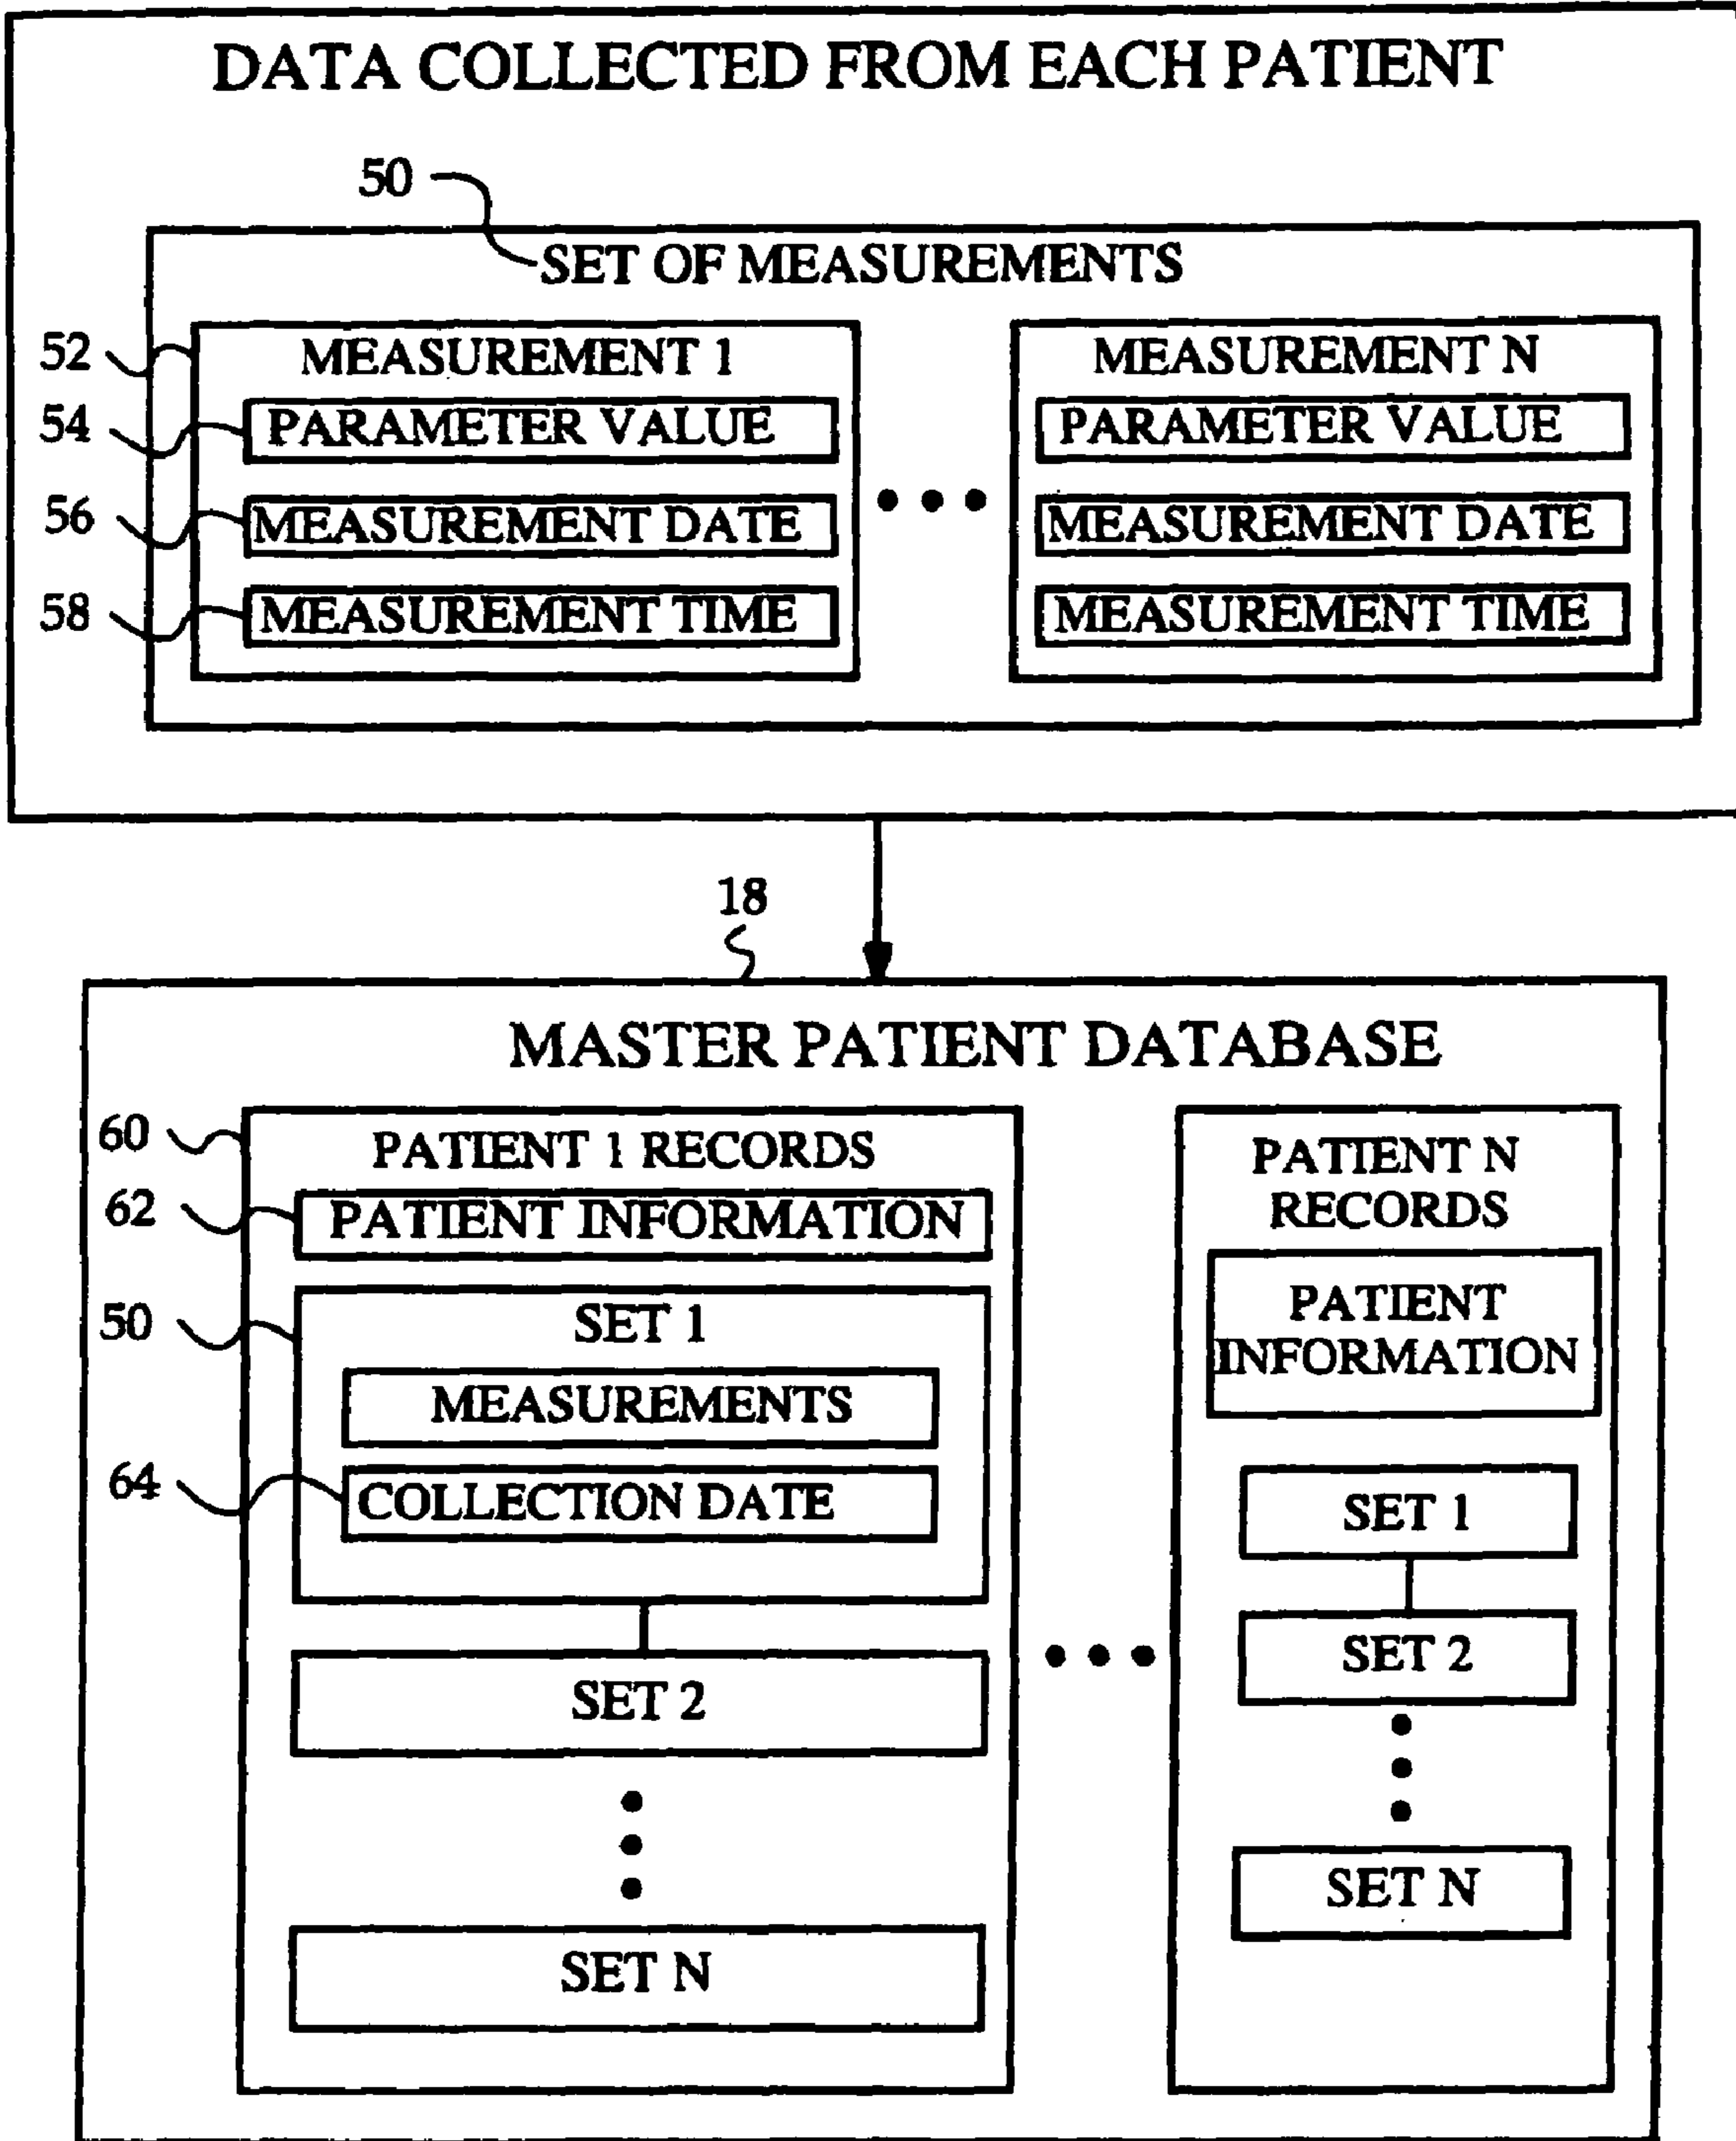 DATA COLLECTED FROM EACH PATIENT
50
SET OF MEASUREMENTS
52
MEASUREMENT 1
54
PARAMETER VALUE
56
MEASUREMENT DATE
58
MEASUREMENT TIME
MEASUREMENT N
PARAMETER VALUE
MEASUREMENT DATE
MEASUREMENT TIME
18
MASTER PATIENT DATABASE
60
PATIENT 1 RECORDS
62
PATIENT INFORMATION
50
SET 1
MEASUREMENTS
64
COLLECTION DATE
SET 2
SET N
PATIENT N
RECORDS
PATIENT
INFORMATION
SET 1
SET 2
SET N